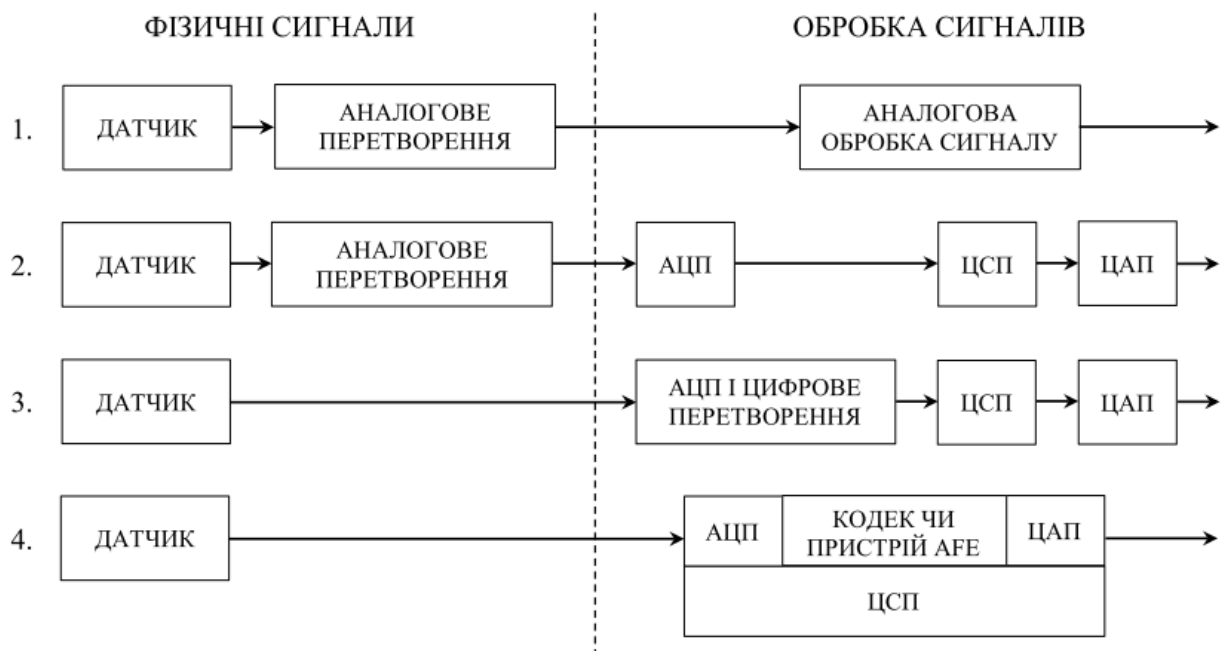 ФІЗИЧНІ СИГНАЛИ
ОБРОБКА СИГНАЛІВ
1.
ДАТЧИК
АНАЛОГОВЕ
ПЕРЕТВОРЕННЯ
АНАЛОГОВА
ОБРОБКА СИГНАЛУ
2.
ДАТЧИК
АНАЛОГОВЕ
ПЕРЕТВОРЕННЯ
АЦП
ЦСП
ЦАП
3.
ДАТЧИК
АЦП І ЦИФРОВЕ
ПЕРЕТВОРЕННЯ
ЦСП
ЦАП
4.
ДАТЧИК
АЦП
КОДЕК ЧИ
ПРИСТРІЙ AFE
ЦАП
ЦСП